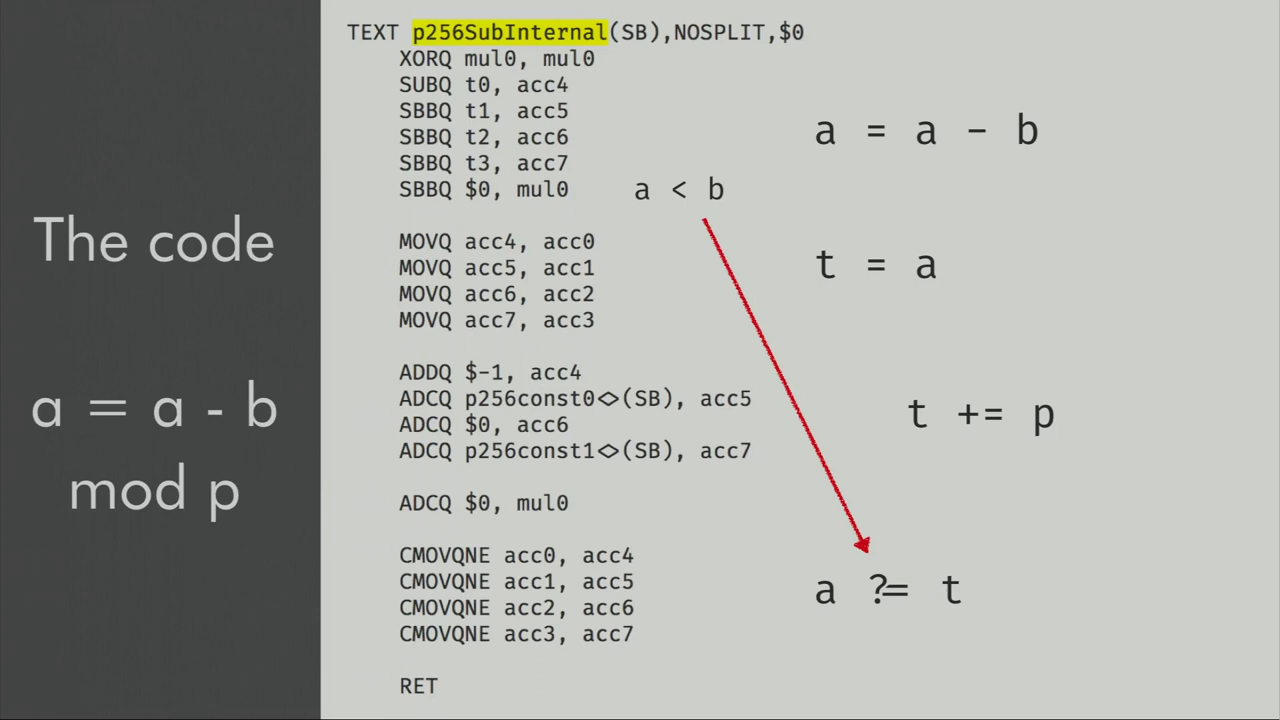 The code
a = a - b
mod p
TEXT p256SubInternal(SB),NOSPLIT,$0
XORQ mul0, mul0
SUBQ t0, acc4
SBBQ t1, acc5
SBBQ t2, acc6
SBBQ t3, acc7
SBBQ $0, mul0
MOVQ acc4, acc0
MOVQ acc5, acc1
MOVQ acc6, acc2
MOVQ acc7, acc3
ADDQ $-1, acc4
ADCQ p256const0<>(SB), acc5
ADCQ $0, acc6
ADCQ p256const1<>(SB), acc7
ADCQ $0, mul0
CMOVQNE acc0, acc4
CMOVQNE acc1, acc5
CMOVQNE acc2, acc6
CMOVQNE acc3, acc7
RET
a < b
a = a - b
t = a
t += p
a ?= t